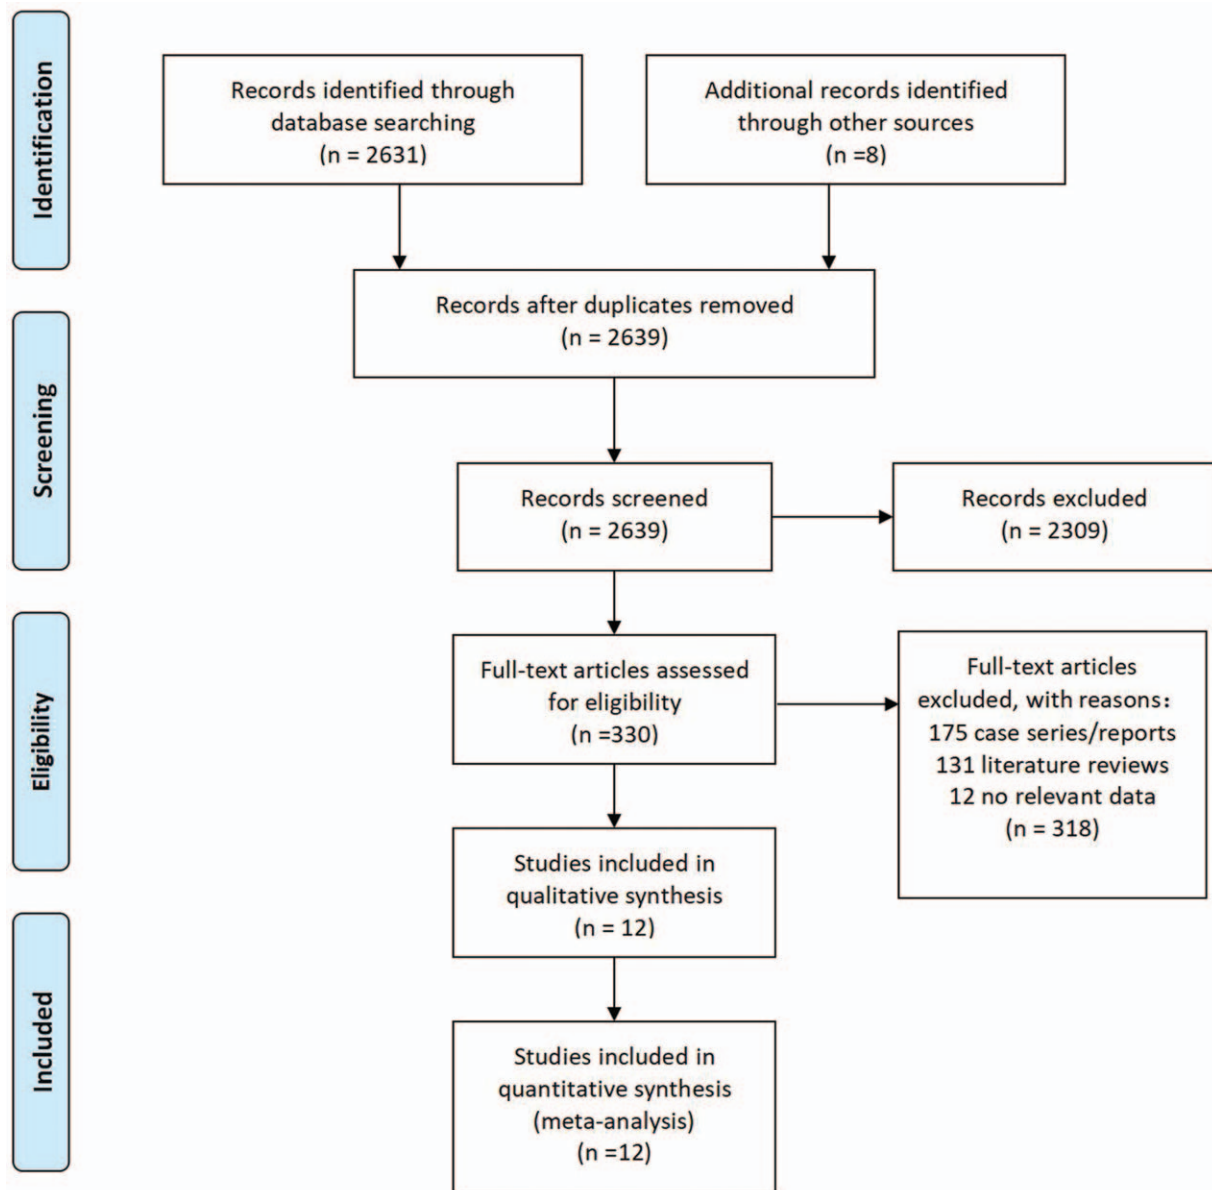 Identification
Records identified through
database searching
(n = 2631)
Additional records identified
through other sources
(n =8)
Records after duplicates removed
(n = 2639)
Screening
Records screened
(n = 2639)
Records excluded
(n = 2309)
Eligibility
Full-text articles assessed
for eligibility
(n =330)
Full-text articles
excluded, with reasons：
175 case series/reports
131 literature reviews
12 no relevant data
(n = 318)
Studies included in
qualitative synthesis
(n = 12)
Included
Studies included in
quantitative synthesis
(meta-analysis)
(n =12)